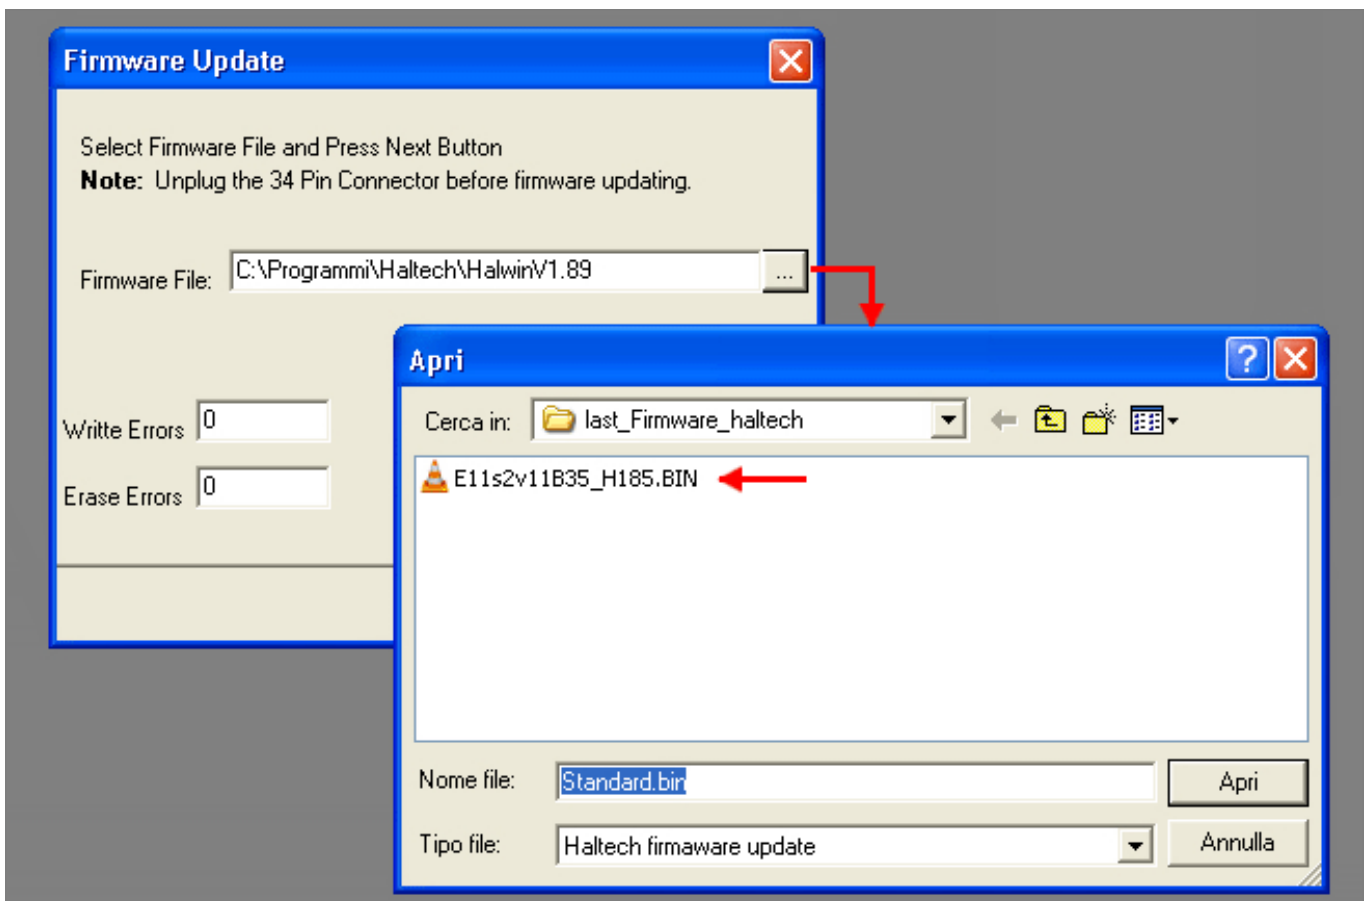 Firmware Update
Select Firmware File and Press Next Button
Note: Unplug the 34 Pin Connector before firmware updating.
Firmware File: C:\Programmi\Haltech\HalwinV1.89 ...
Writte Errors 0
Erase Errors 0
Apri
Cerca in: last_Firmware_haltech
E11s2v11B35_H185.BIN
Nome file: Standard.bin Apri
Tipo file: Haltech firmaware update Annulla